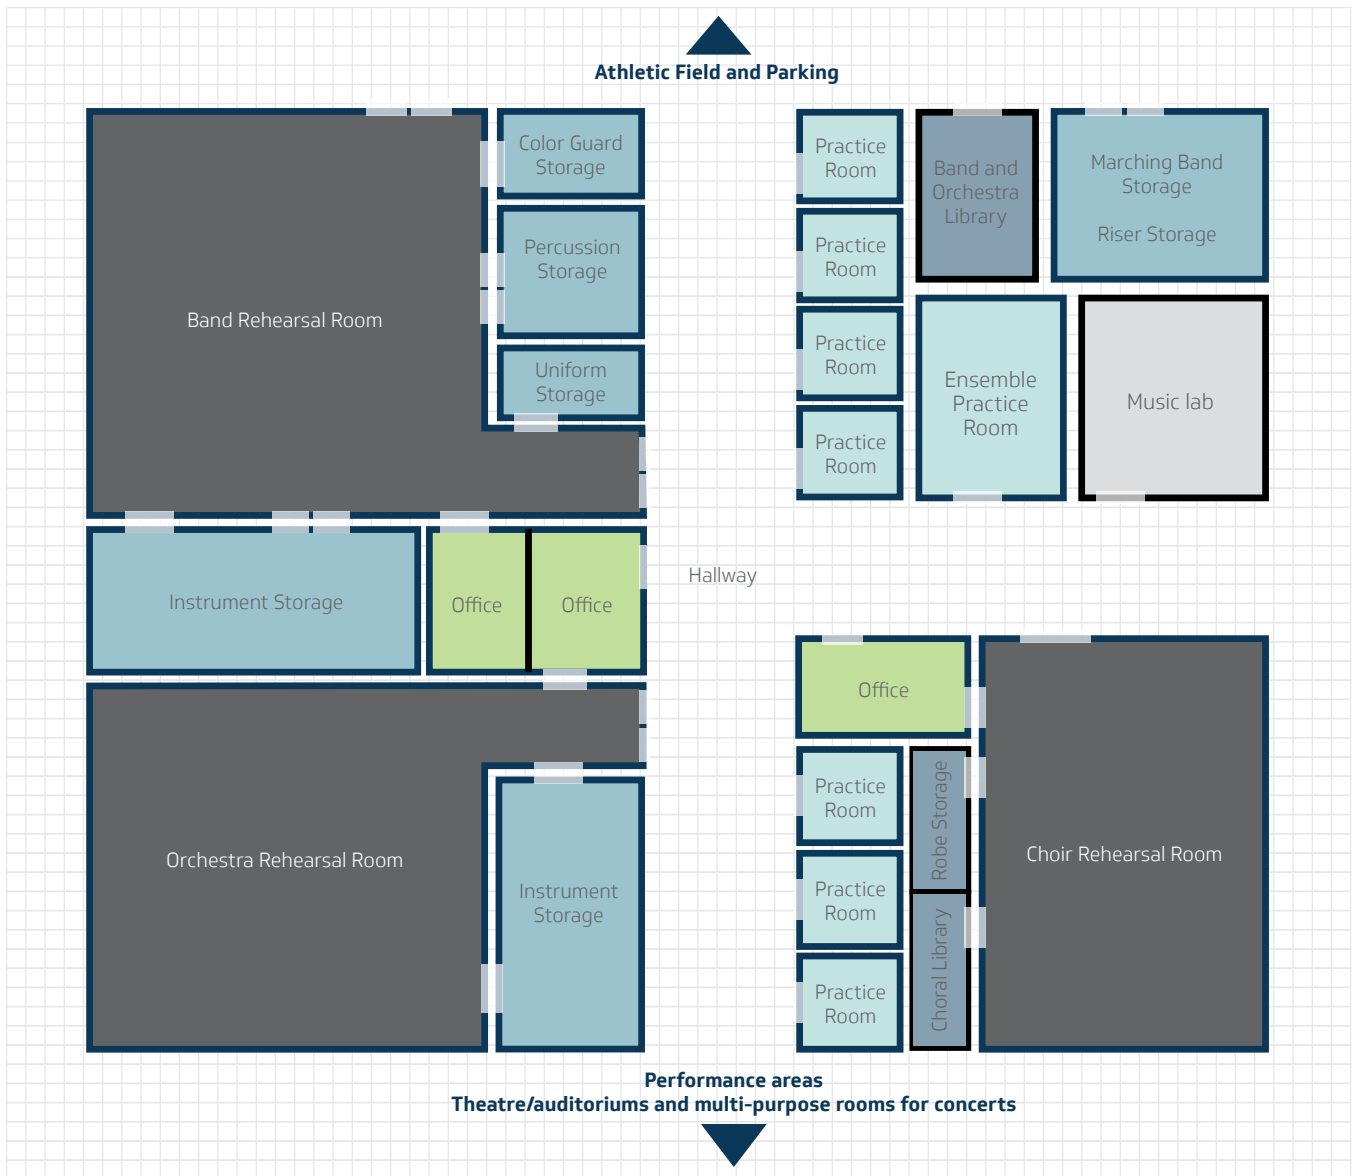 Athletic Field and Parking
Color Guard
Storage
Percussion
Storage
Uniform
Storage
Band Rehearsal Room
Practice
Room
Practice
Room
Practice
Room
Practice
Room
Band and
Orchestra
Library
Marching Band
Storage
Riser Storage
Ensemble
Practice
Room
Music lab
Instrument Storage
Office
Office
Hallway
Orchestra Rehearsal Room
Instrument
Storage
Office
Practice
Room
Practice
Room
Practice
Room
Robe Storage
Choral Library
Choir Rehearsal Room
Performance areas
Theatre/auditoriums and multi-purpose rooms for concerts